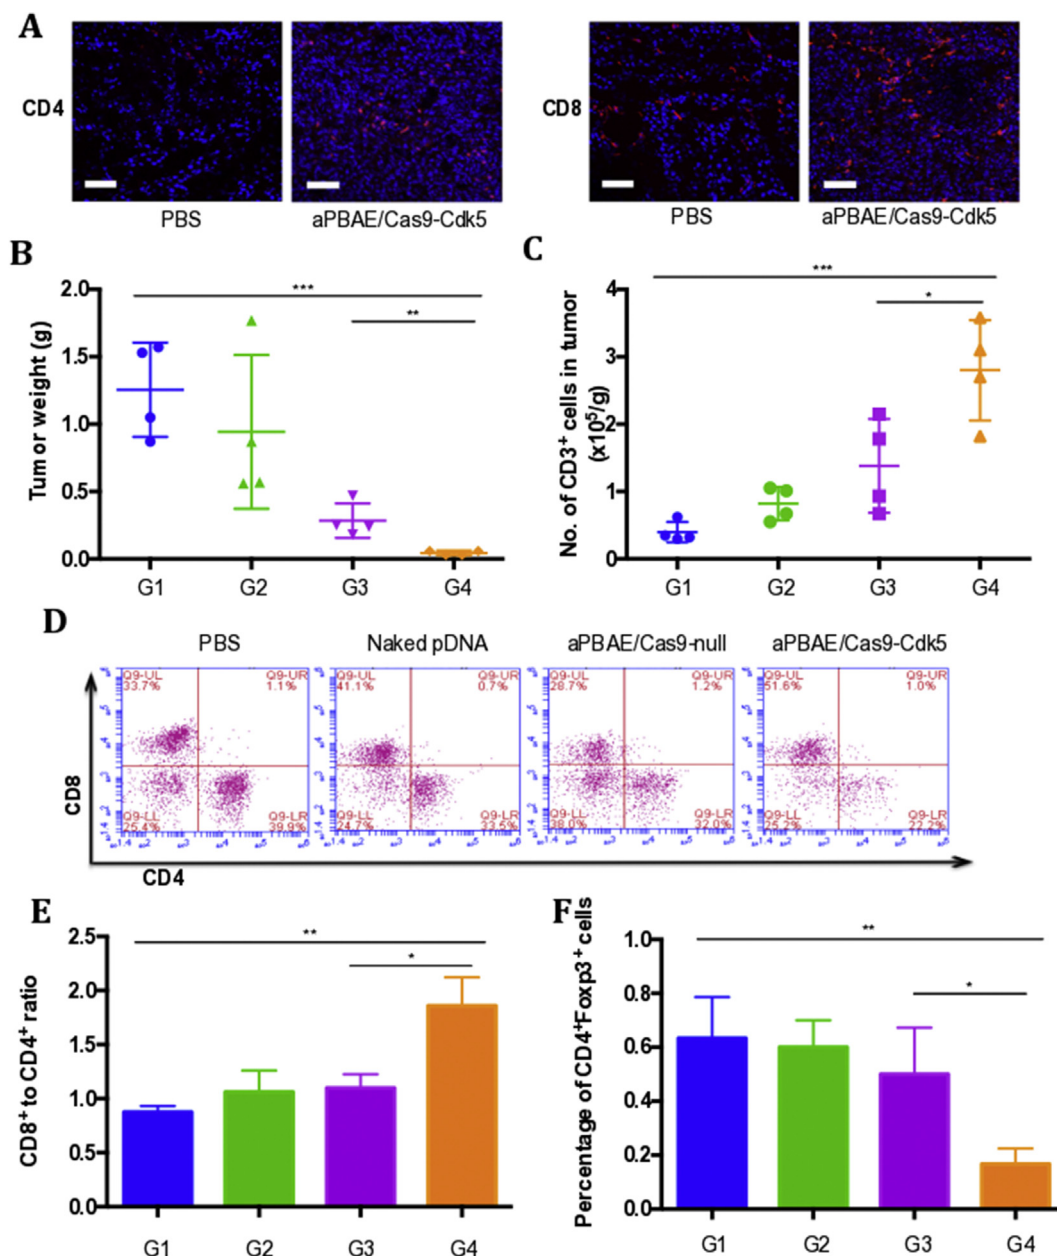 A
CD4
CD8
PBS
aPBAE/Cas9-Cdk5
PBS
aPBAE/Cas9-Cdk5
B
Tumor weight (g)
2.0
1.5
1.0
0.5
0.0
***
**
G1
G2
G3
G4
C
No. of CD3+ cells in tumor
(x10^5/g)
4
3
2
1
0
***
*
G1
G2
G3
G4
D
PBS
Naked pDNA
aPBAE/Cas9-null
aPBAE/Cas9-Cdk5
Q9-UL
33.7%
Q9-UR
1.1%
Q9-LL
25.4%
Q9-LR
39.9%
Q9-UL
41.1%
Q9-UR
0.7%
Q9-LL
24.7%
Q9-LR
33.5%
Q9-UL
28.7%
Q9-UR
1.2%
Q9-LL
38.0%
Q9-LR
32.0%
Q9-UL
51.6%
Q9-UR
1.0%
Q9-LL
25.2%
Q9-LR
22.2%
CD8
CD4
E
CD8+ to CD4+ ratio
2.5
2.0
1.5
1.0
0.5
0.0
**
*
G1
G2
G3
G4
F
Percentage of CD4+Foxp3+ cells
1.0
0.8
0.6
0.4
0.2
0.0
**
*
G1
G2
G3
G4